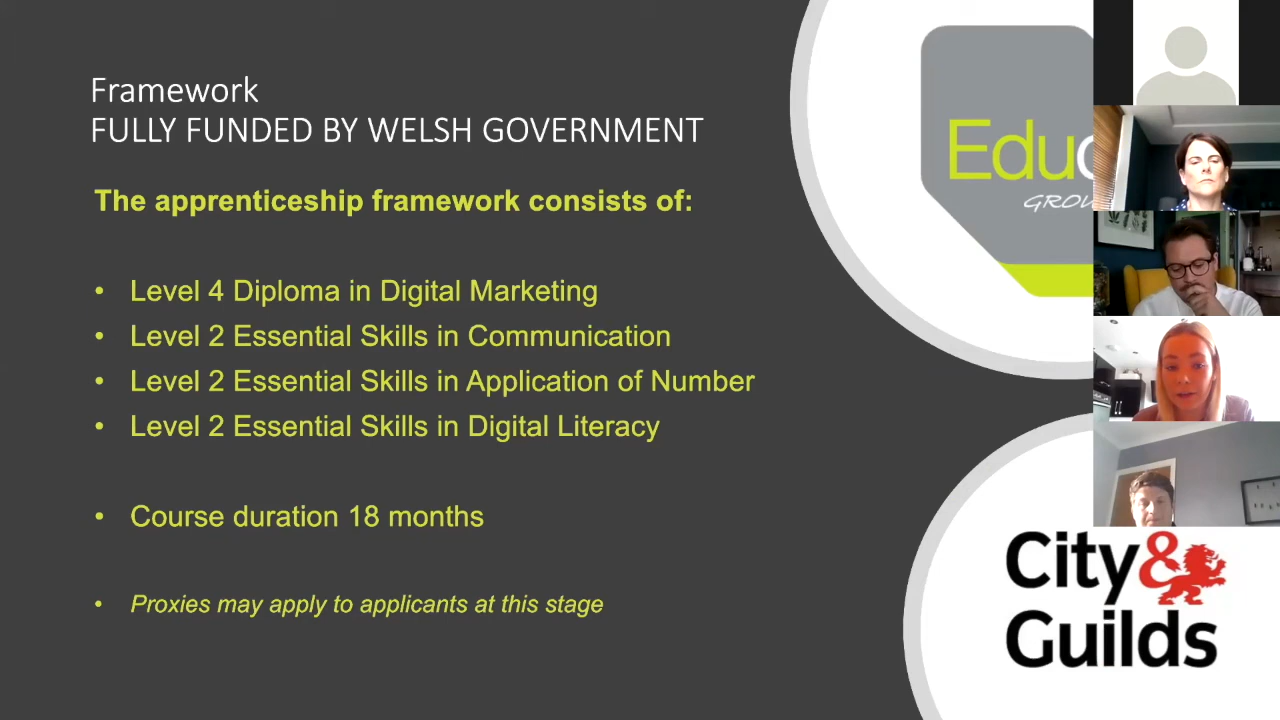 Framework
FULLY FUNDED BY WELSH GOVERNMENT
The apprenticeship framework consists of:
• Level 4 Diploma in Digital Marketing
• Level 2 Essential Skills in Communication
• Level 2 Essential Skills in Application of Number
• Level 2 Essential Skills in Digital Literacy
• Course duration 18 months
• Proxies may apply to applicants at this stage
Edu
GRO
City&
Guilds